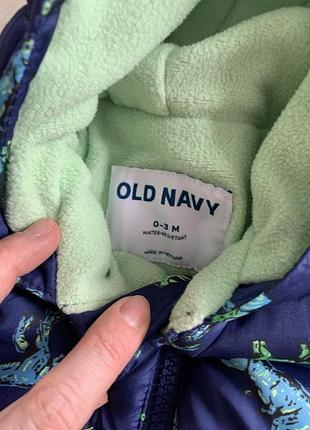 OLD NAVY
0-3 M
WATER-RESISTANT
MADE IN VIETNAM